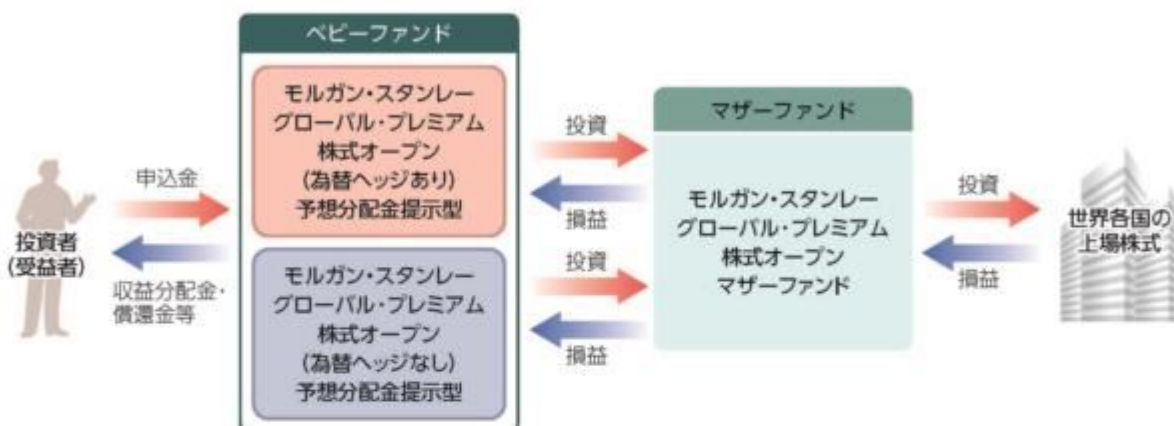 ベビーファンド
モルガン・スタンレー
グローバル・プレミアム
株式オープン
(為替ヘッジあり)
予想分配金提示型
モルガン・スタンレー
グローバル・プレミアム
株式オープン
(為替ヘッジなし)
予想分配金提示型
投資者
(受益者)
申込金
収益分配金・
償還金等
投資
損益
投資
損益
マザーファンド
モルガン・スタンレー
グローバル・プレミアム
株式オープン
マザーファンド
投資
損益
世界各国の
上場株式